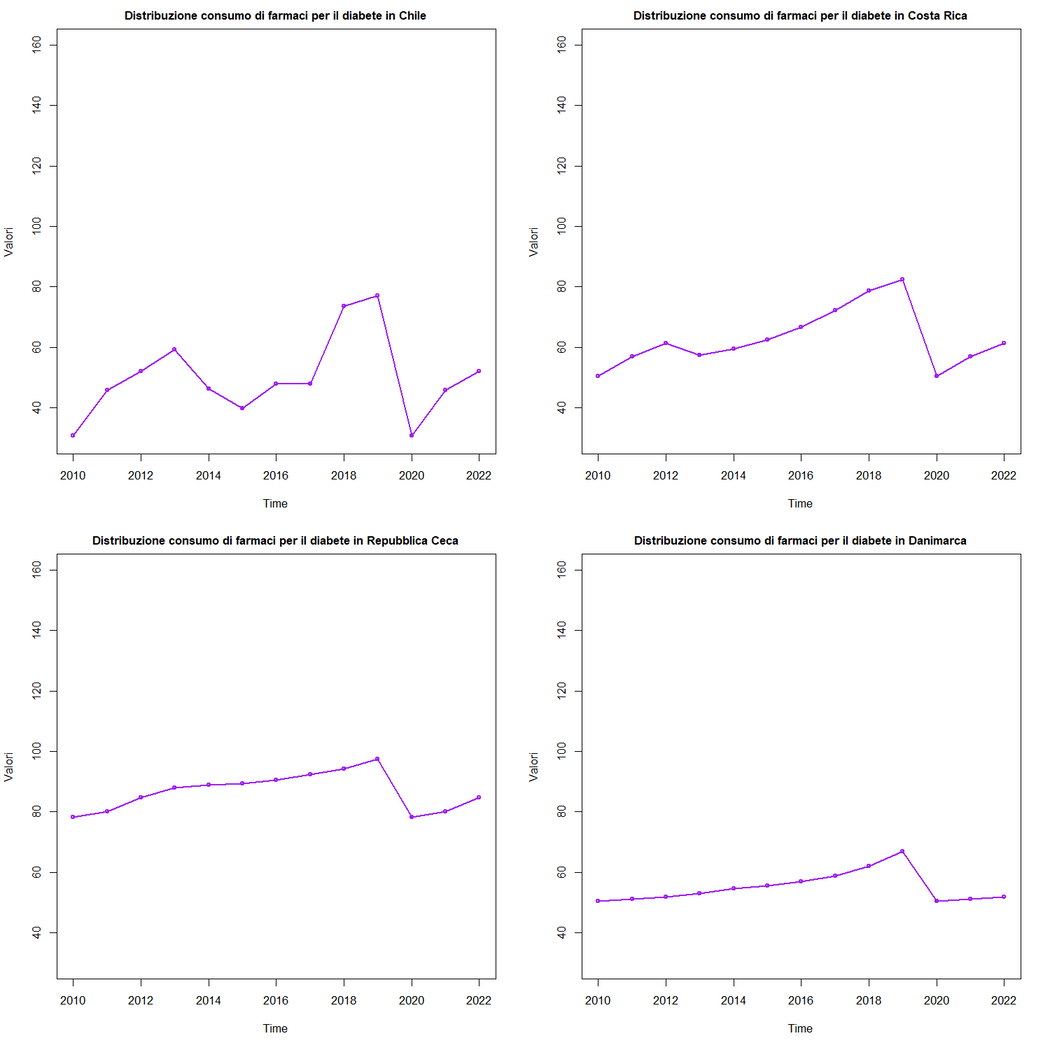 Distribuzione consumo di farmaci per il diabete in Chile
160
140
120
100
80
60
40
Valori
2010 2012 2014 2016 2018 2020 2022
Time
Distribuzione consumo di farmaci per il diabete in Costa Rica
160
140
120
100
80
60
40
Valori
2010 2012 2014 2016 2018 2020 2022
Time
Distribuzione consumo di farmaci per il diabete in Repubblica Ceca
160
140
120
100
80
60
40
Valori
2010 2012 2014 2016 2018 2020 2022
Time
Distribuzione consumo di farmaci per il diabete in Danimarca
160
140
120
100
80
60
40
Valori
2010 2012 2014 2016 2018 2020 2022
Time